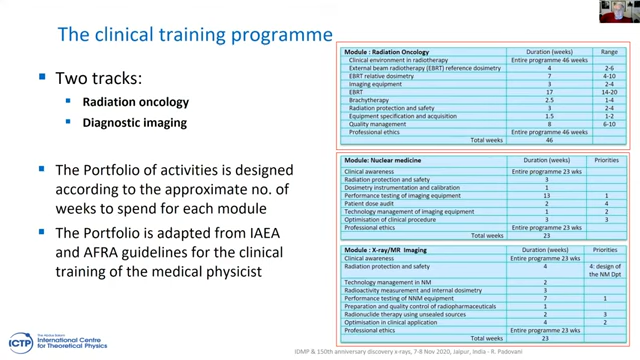 The clinical training programme
Two tracks:
Radiation oncology
Diagnostic imaging
The Portfolio of activities is designed
according to the approximate no. of
weeks to spend for each module
The Portfolio is adapted from IAEA
and AFRA guidelines for the clinical
training of the medical physicist
Module : Radiation Oncology Duration (weeks) Range
Clinical environment in radiotherapy Entire programme 46 weeks
External beam radiotherapy (EBRT) reference dosimetry 4 2-6
EBRT relative dosimetry 7 4-10
Imaging equipment 3 2-4
EBRT 17 14-20
Brachytherapy 2.5 1-4
Radiation protection and safety 3 2-4
Equipment specification and acquisition 1.5 1-2
Quality management 8 6-10
Professional ethics Entire programme 46 weeks
Total weeks 46
Module: Nuclear medicine Duration (weeks) Priorities
Clinical awareness Entire programme 23 wks
Radiation protection and safety 3
Dosimetry instrumentation and calibration 1
Performance testing of imaging equipment 13 1
Patient dose audit 2 4
Technology management of imaging equipment 1 2
Optimisation of clinical procedure 3 3
Professional ethics Entire programme 23 wks
Total weeks 23
Module: X-ray/MR Imaging Duration (weeks) Priorities
Clinical awareness Entire programme 23 wks
Radiation protection and safety 4 4: design of
the NM Dpt
Technology management in NM 2
Radioactivity measurement and internal dosimetry 3
Performance testing of NNM equipment 7 1
Preparation and quality control of radiopharmaceuticals 1
Radionuclide therapy using unsealed sources 2 3
Optimisation in clinical application 4 2
Professional ethics Entire programme 23 wks
Total weeks 23
ICTP
International Centre
for Theoretical Physics
IDMP & 150th anniversary discovery x-rays, 7-8 Nov 2020, Jaipur, India - R. Padovani